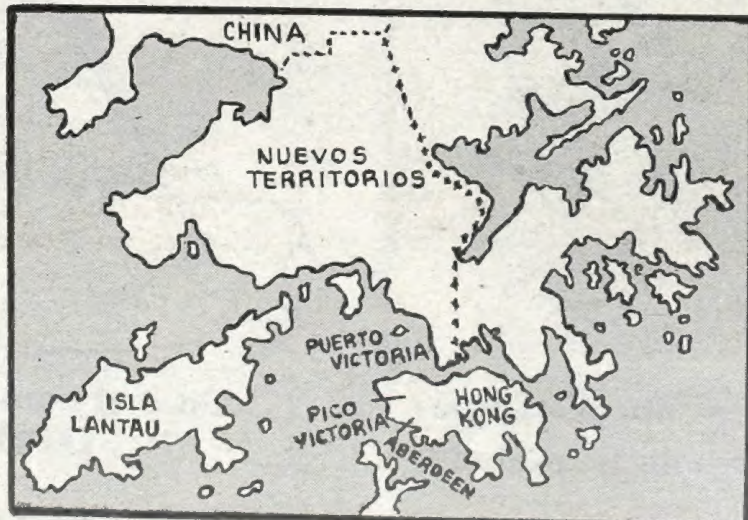 CHINA
NUEVOS
TERRITORIOS
PUERTO
VICTORIA
ISLA
LANTAU
PICO
VICTORIA
HONG
KONG
ABERDEEN